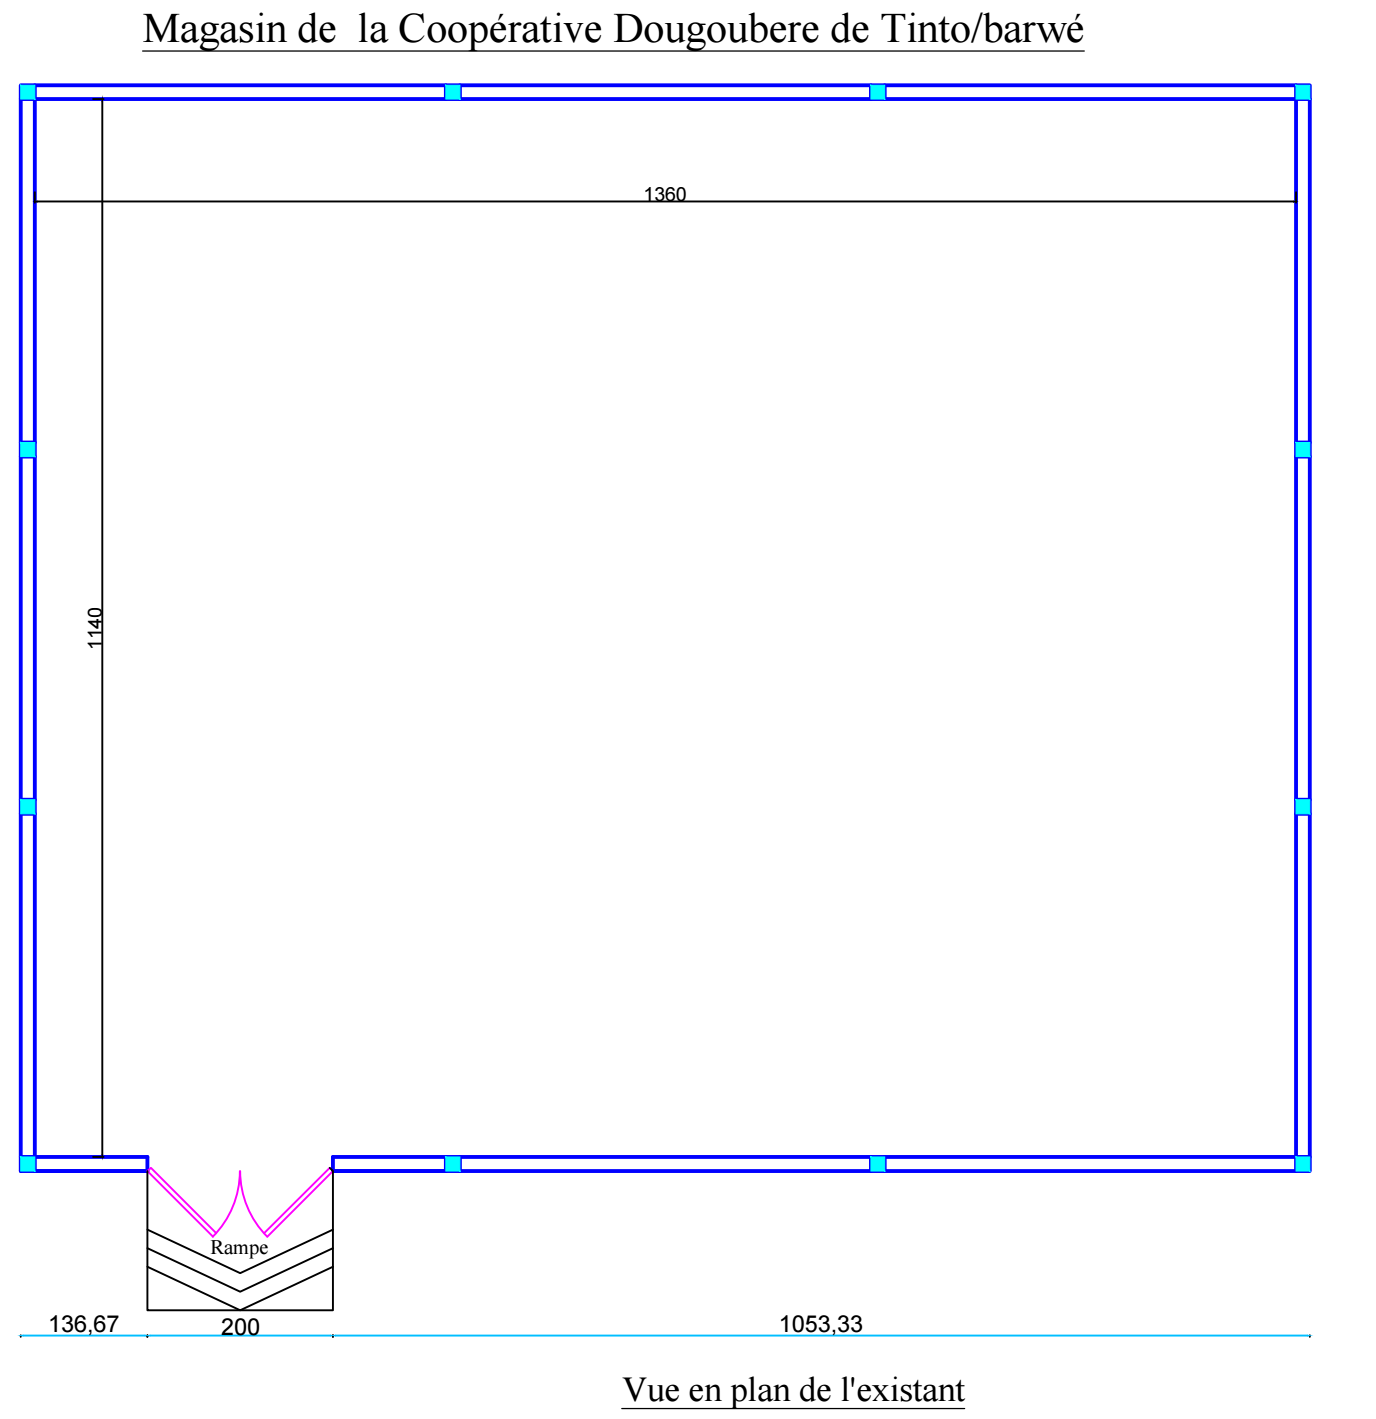 Magasin de la Coopérative Dougoubere de Tinto/barwé
1360
1140
Rampe
136,67
200
1053,33
Vue en plan de l'existant